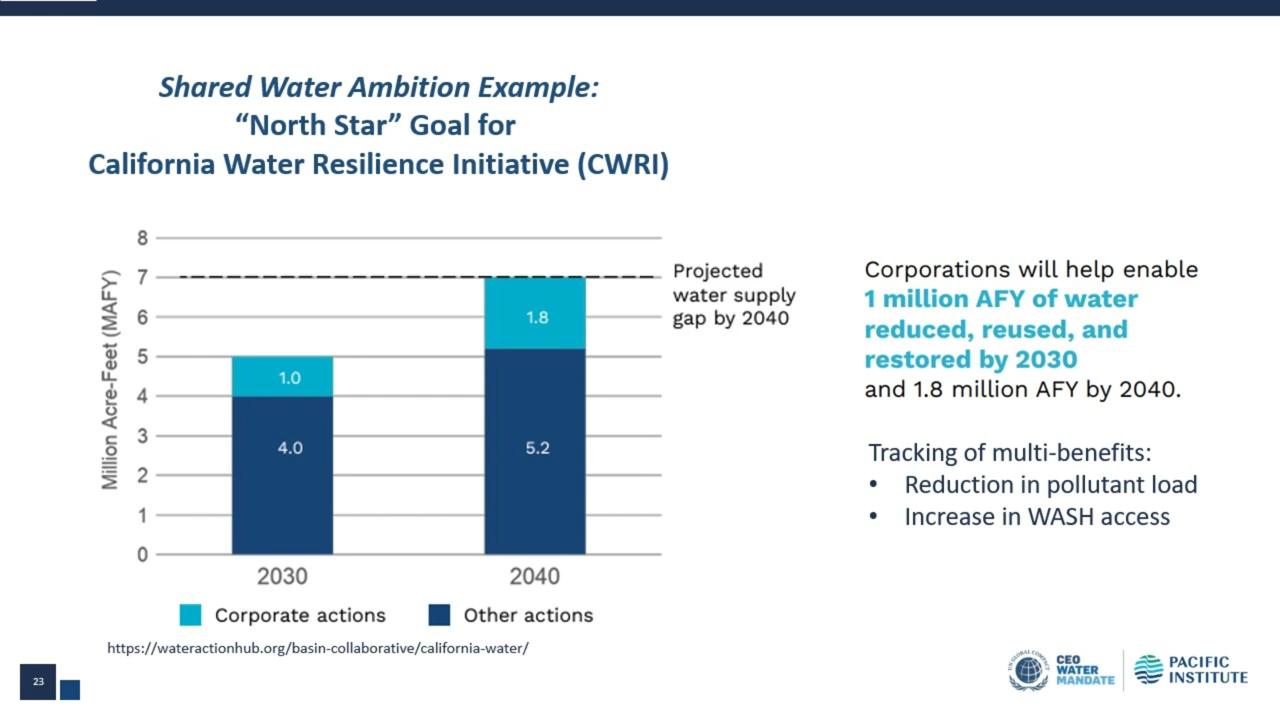 Shared Water Ambition Example:
“North Star” Goal for
California Water Resilience Initiative (CWRI)
Million Acre-Feet (MAFY)
8
7
6
5
4
3
2
1
0
1.0
4.0
1.8
5.2
2030
2040
Projected
water supply
gap by 2040
Corporate actions
Other actions
https://wateractionhub.org/basin-collaborative/california-water/
Corporations will help enable
1 million AFY of water
reduced, reused, and
restored by 2030
and 1.8 million AFY by 2040.
Tracking of multi-benefits:
• Reduction in pollutant load
• Increase in WASH access
23
UN GLOBAL COMPACT
CEO
WATER
MANDATE
PACIFIC
INSTITUTE